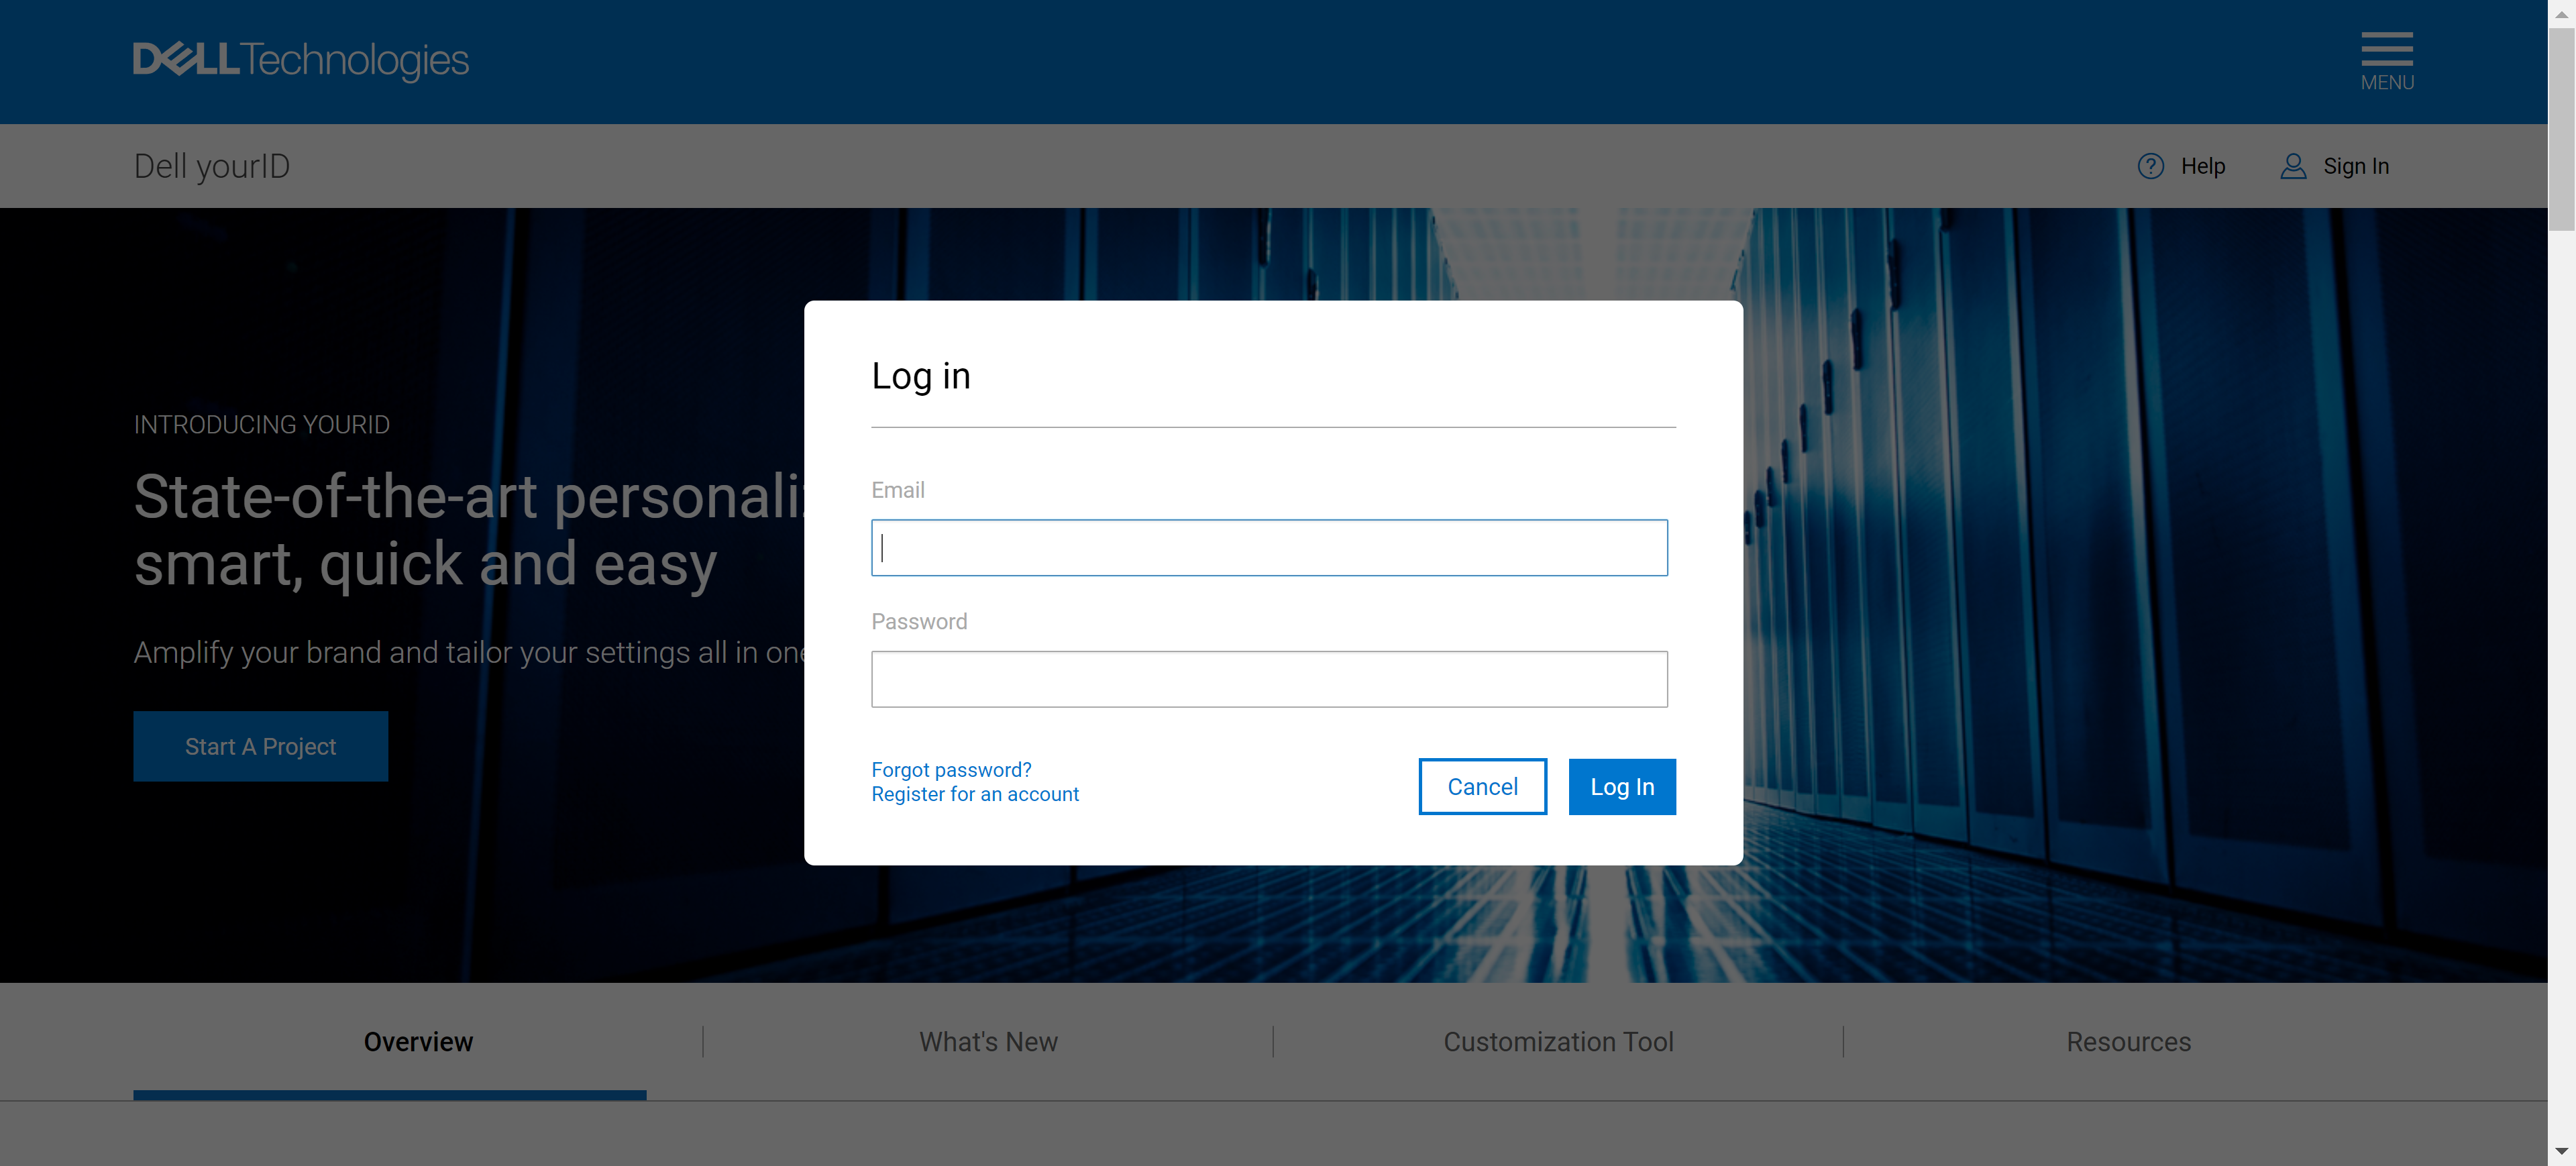 DELLTechnologies
MENU
Dell yourID
Help
Sign In
INTRODUCING YOURID
State-of-the-art personali
smart, quick and easy
Amplify your brand and tailor your settings all in one
Start A Project
Log in
Email
Password
Forgot password?
Register for an account
Cancel
Log In
Overview
What's New
Customization Tool
Resources